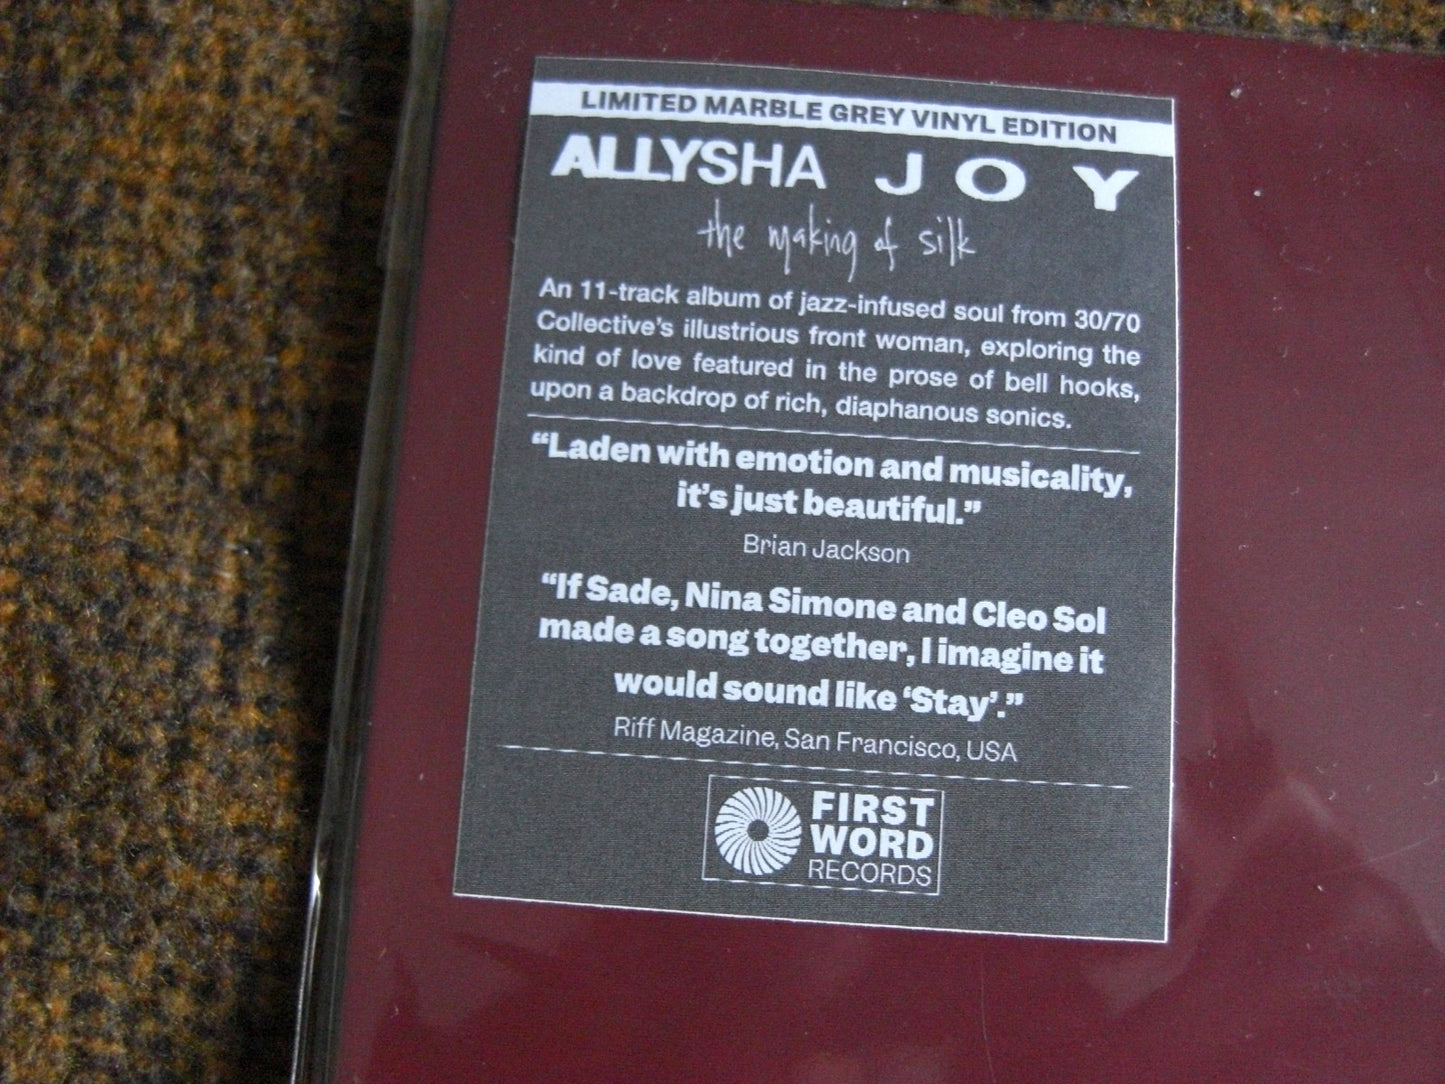 LIMITED MARBLE GREY VINYL EDITION
ALLYSHA JOY
the making of silk
An 11-track album of jazz-infused soul from 30/70
Collective's illustrious front woman, exploring the
kind of love featured in the prose of bell hooks,
upon a backdrop of rich, diaphanous sonics.
“Laden with emotion and musicality,
it’s just beautiful.”
Brian Jackson
“If Sade, Nina Simone and Cleo Sol
made a song together, I imagine it
would sound like ‘Stay’.”
Riff Magazine, San Francisco, USA
FIRST
WORD
RECORDS